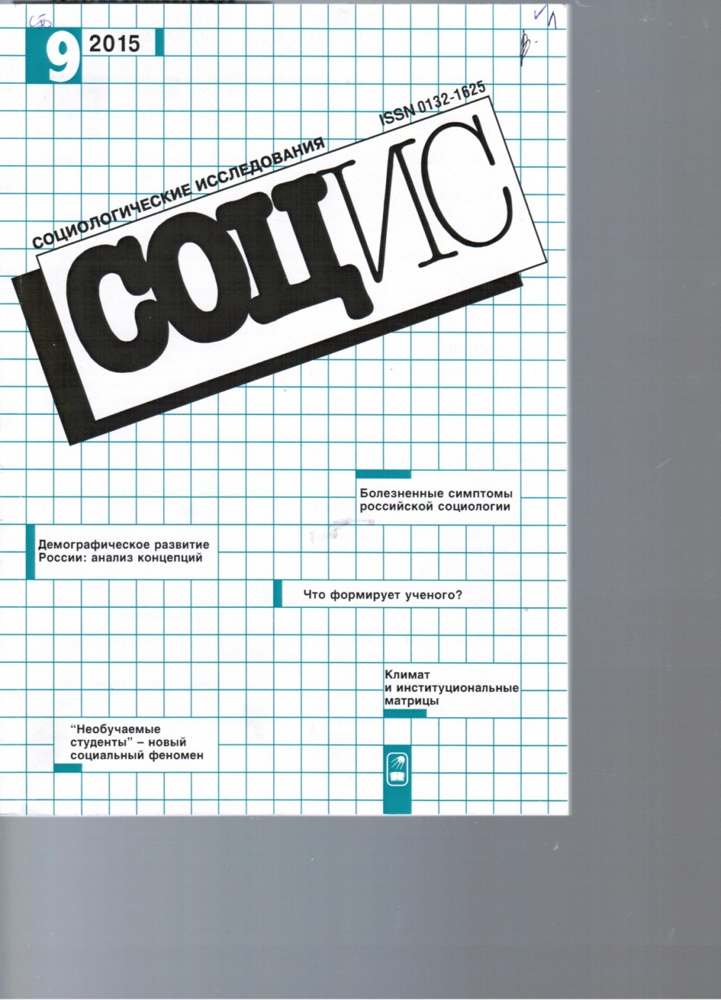 9 2015
ISSN 0132-1625
СОЦИОЛОГИЧЕСКИЕ ИССЛЕДОВАНИЯ
СОЦИС
Болезненные симптомы
российской социологии
Демографическое развитие
России: анализ концепций
Что формирует ученого?
Климат
и институциональные
матрицы
“Необучаемые
студенты” – новый
социальный феномен